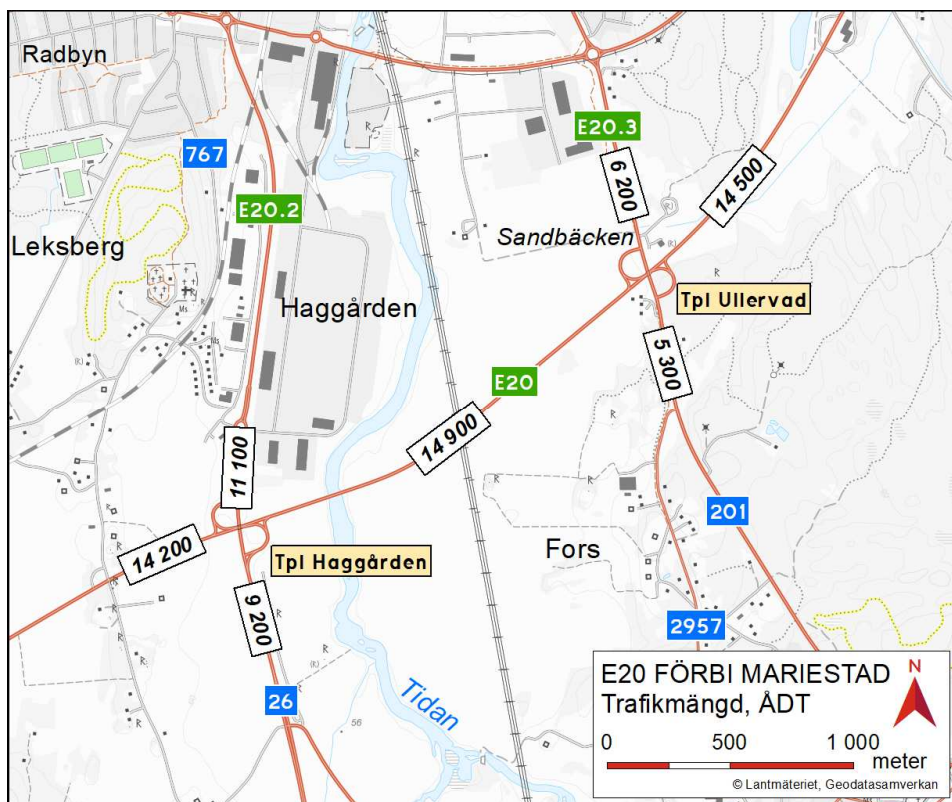 Radbyn
E20.3
767
6 200
14 500
E20.2
Leksberg
Sandbäcken
Haggården
Tpl Ullervad
5 300
E20
14 900
11 100
201
Fors
14 200
Tpl Haggården
9 200
2957
26
Tidan
56
Ms
Ms
(R)
(R)
(R)
(R)
R
R
R
R
R
R
R
R
R
R
R
E20 FÖRBI MARIESTAD
Trafikmängd, ÅDT
N
0 500 1 000
meter
© Lantmäteriet, Geodatasamverkan